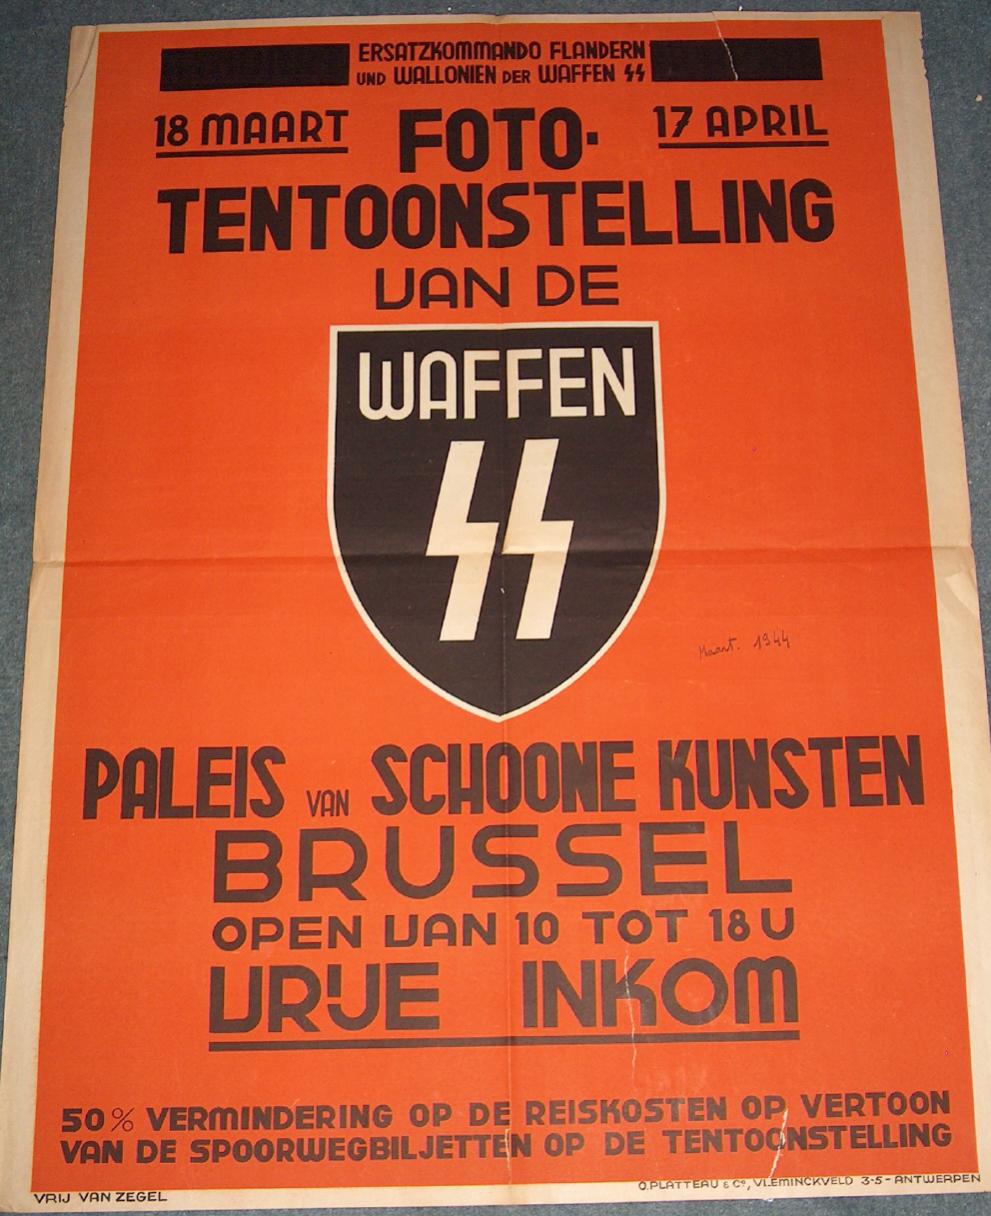 ERSATZKOMMANDO FLANDERN
UND WALLONIEN DER WAFFEN SS
18 MAART
17 APRIL
FOTO-
TENTOONSTELLING
VAN DE
WAFFEN
SS
Maart. 1944
PALEIS VAN SCHOONE KUNSTEN
BRUSSEL
OPEN VAN 10 TOT 18 U
VRIJE INKOM
50% VERMINDERING OP DE REISKOSTEN OP VERTOON
VAN DE SPOORWEGBILJETTEN OP DE TENTOONSTELLING
VRIJ VAN ZEGEL
O. PLATTEAU & Co, VLEMINCKVELD 3-5 - ANTWERPEN